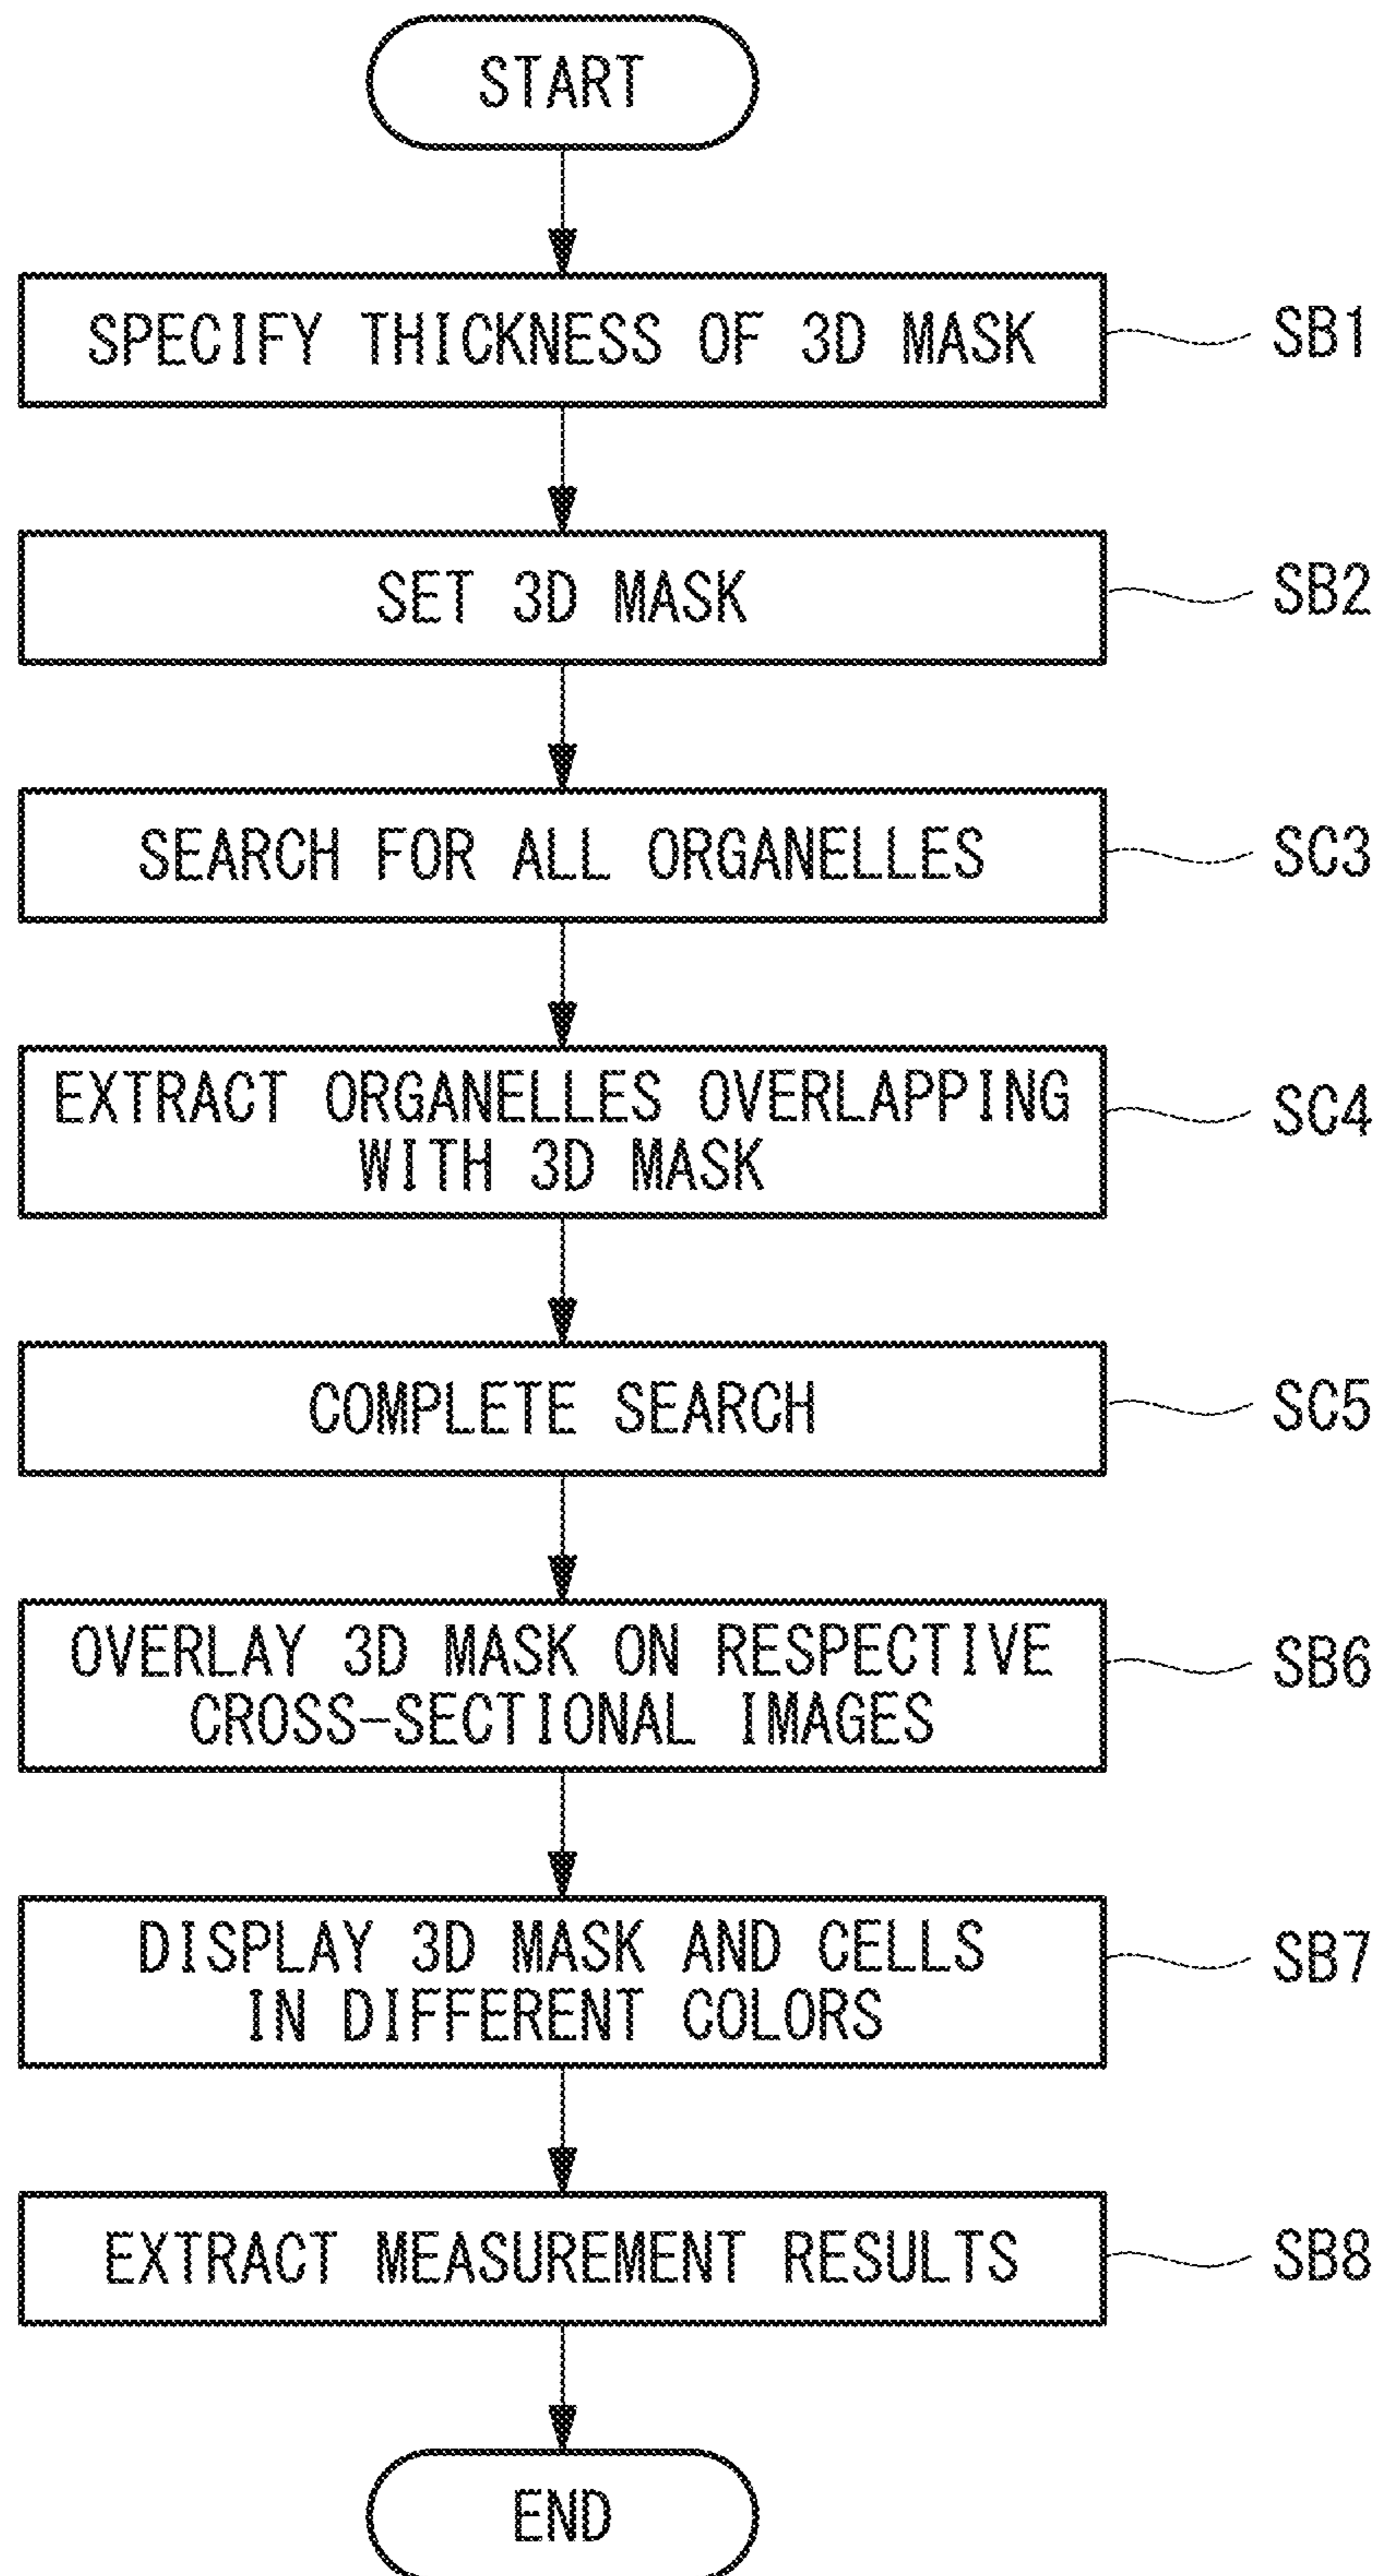 START
SPECIFY THICKNESS OF 3D MASK
SB1
SET 3D MASK
SB2
SEARCH FOR ALL ORGANELLES
SC3
EXTRACT ORGANELLES OVERLAPPING
WITH 3D MASK
SC4
COMPLETE SEARCH
SC5
OVERLAY 3D MASK ON RESPECTIVE
CROSS-SECTIONAL IMAGES
SB6
DISPLAY 3D MASK AND CELLS
IN DIFFERENT COLORS
SB7
EXTRACT MEASUREMENT RESULTS
SB8
END